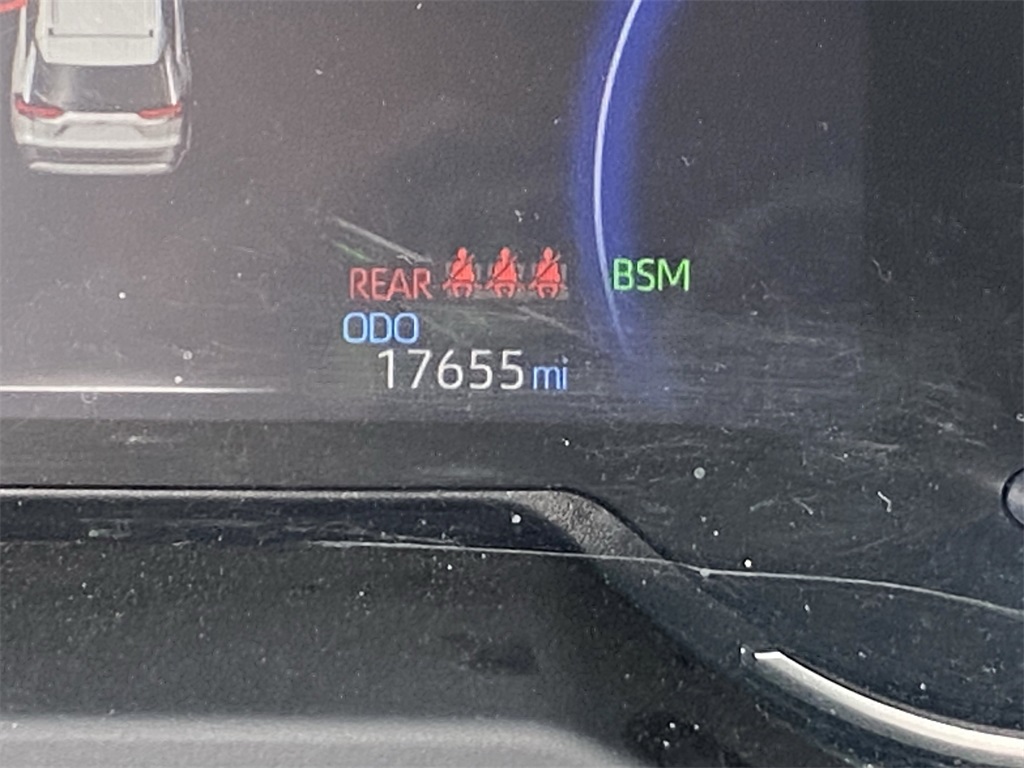 REAR BSM
ODO
17655 mi